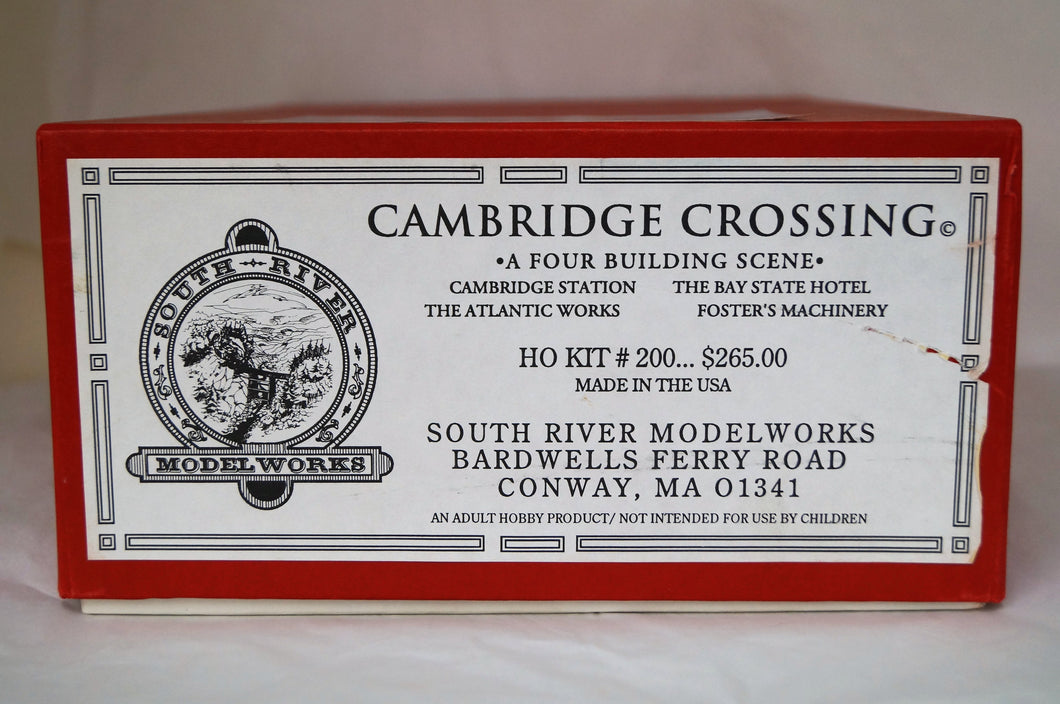 SOUTH RIVER
MODELWORKS
CAMBRIDGE CROSSING©
•A FOUR BUILDING SCENE•
CAMBRIDGE STATION THE BAY STATE HOTEL
THE ATLANTIC WORKS FOSTER'S MACHINERY
HO KIT # 200... $265.00
MADE IN THE USA
SOUTH RIVER MODELWORKS
BARDWELLS FERRY ROAD
CONWAY, MA 01341
AN ADULT HOBBY PRODUCT/ NOT INTENDED FOR USE BY CHILDREN